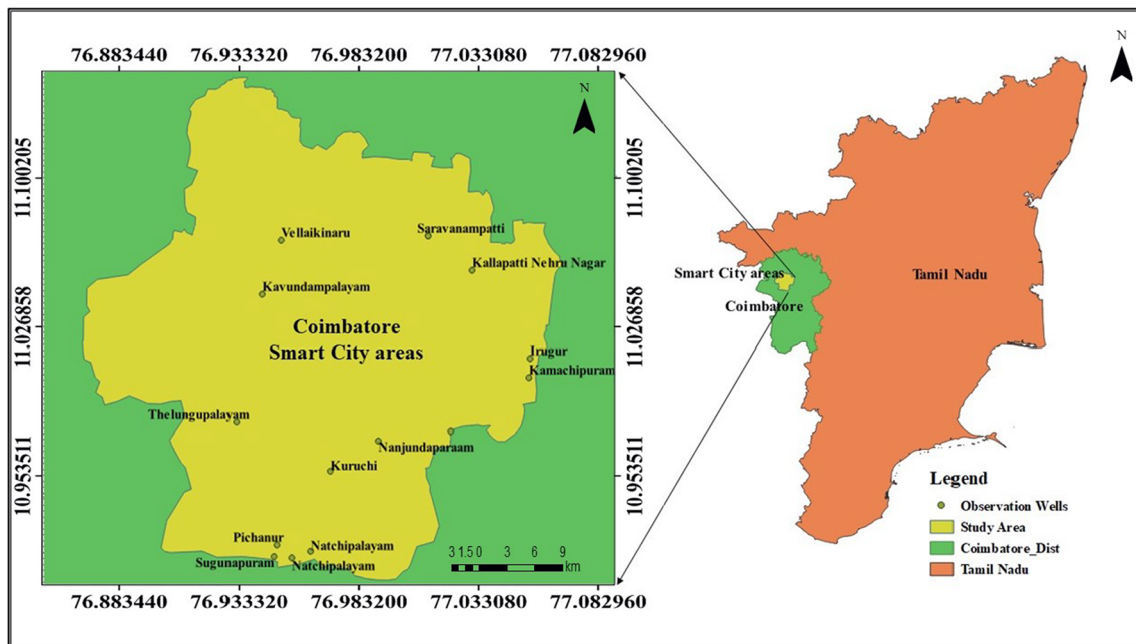 76.883440 76.933320 76.983200 77.033080 77.082960
N
N
11.100205
11.100205
Vellaikinaru
Saravanampatti
Kallapatti Nehru Nagar
Kavundampalayam
Coimbatore
Smart City areas
11.026858
11.026858
Irugur
Kamachipuram
Thelungupalayam
Nanjundaparaam
Kuruchi
10.953511
10.953511
Pichanur
Natchipalayam
Sugunapuram
Natchipalayam
3 1.5 0 3 6 9
km
76.883440 76.933320 76.983200 77.033080 77.082960
Smart City areas
Tamil Nadu
Coimbatore
Legend
Observation Wells
Study Area
Coimbatore_Dist
Tamil Nadu